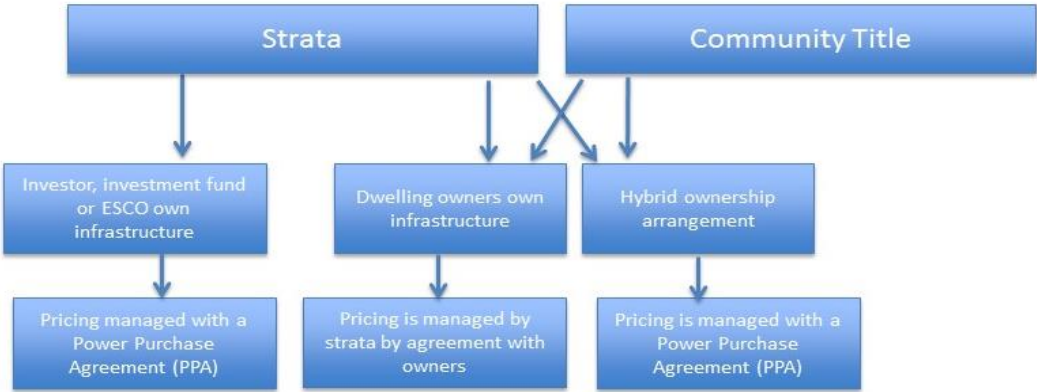 Strata
Community Title
Investor, investment fund
or ESCO own
infrastructure
Dwelling owners own
infrastructure
Hybrid ownership
arrangement
Pricing managed with a
Power Purchase
Agreement (PPA)
Pricing is managed by
strata by agreement with
owners
Pricing is managed with a
Power Purchase
Agreement (PPA)